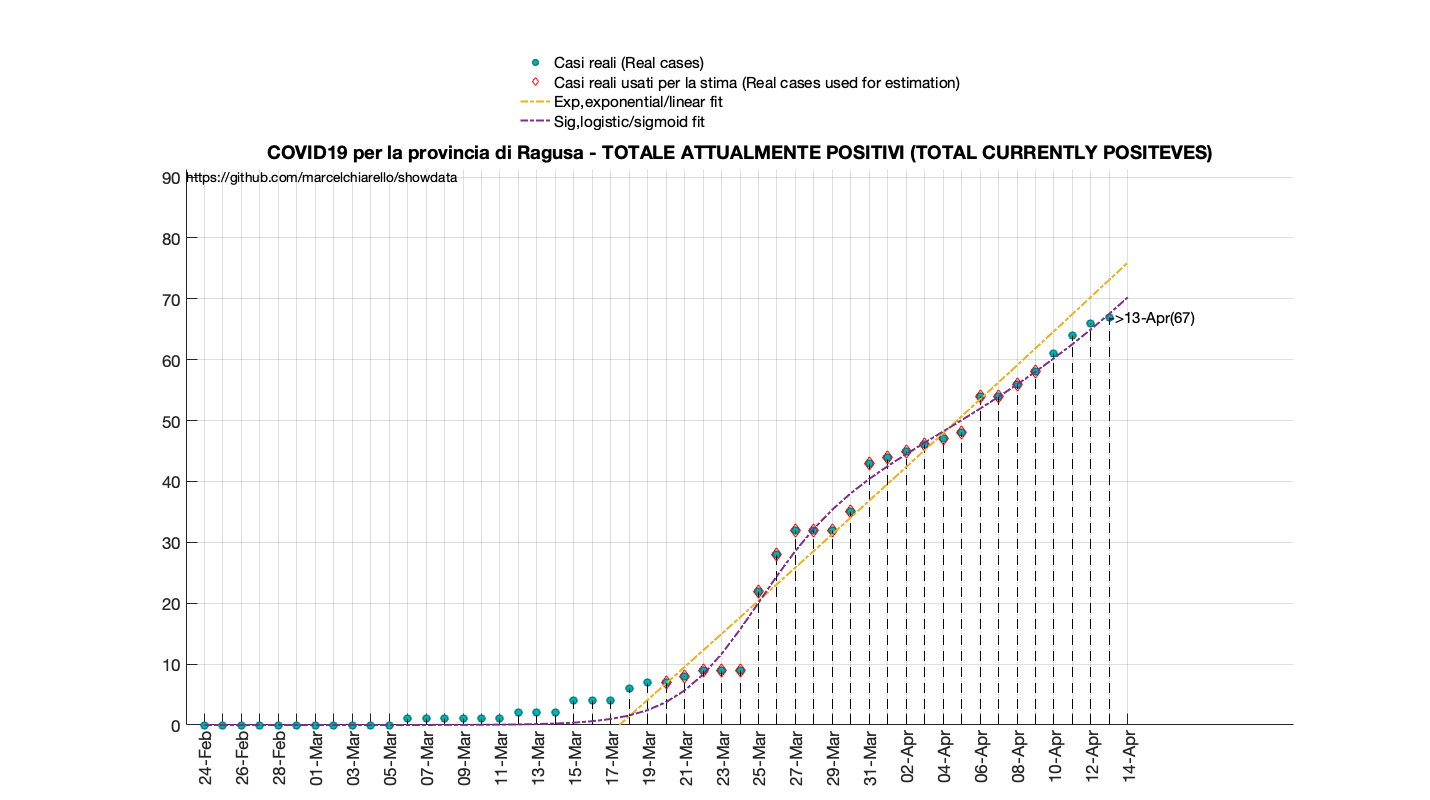 Casi reali (Real cases)
Casi reali usati per la stima (Real cases used for estimation)
Exp,exponential/linear fit
Sig,logistic/sigmoid fit
COVID19 per la provincia di Ragusa - TOTALE ATTUALMENTE POSITIVI (TOTAL CURRENTLY POSITEVES)
https://github.com/marcelchiarello/showdata
90
80
70
60
50
40
30
20
10
0
>13-Apr(67)
24-Feb
26-Feb
28-Feb
01-Mar
03-Mar
05-Mar
07-Mar
09-Mar
11-Mar
13-Mar
15-Mar
17-Mar
19-Mar
21-Mar
23-Mar
25-Mar
27-Mar
29-Mar
31-Mar
02-Apr
04-Apr
06-Apr
08-Apr
10-Apr
12-Apr
14-Apr